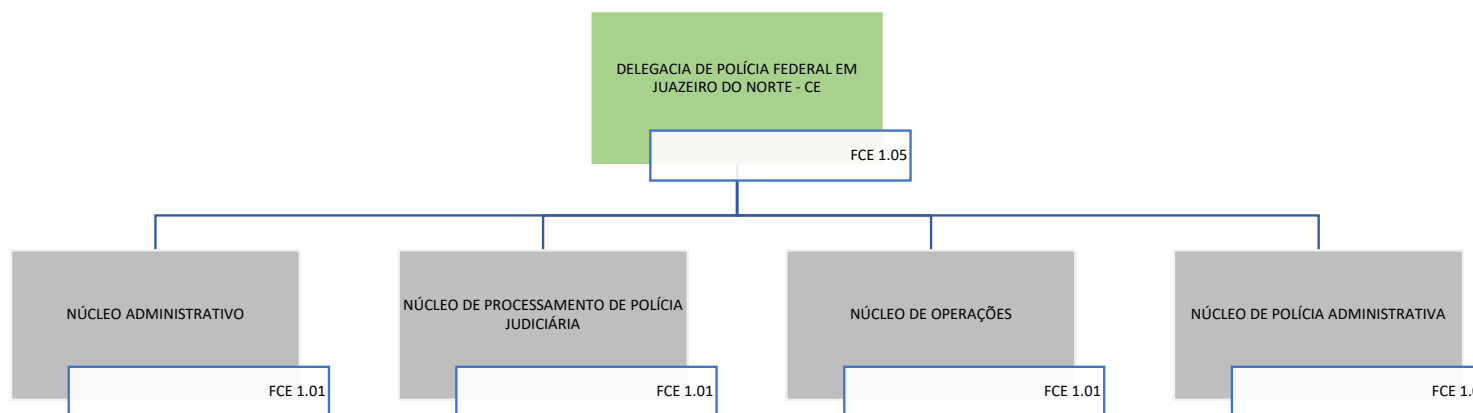 DELEGACIA DE POLÍCIA FEDERAL EM
JUAZEIRO DO NORTE - CE
FCE 1.05
NÚCLEO ADMINISTRATIVO
FCE 1.01
NÚCLEO DE PROCESSAMENTO DE POLÍCIA
JUDICIÁRIA
FCE 1.01
NÚCLEO DE OPERAÇÕES
FCE 1.01
NÚCLEO DE POLÍCIA ADMINISTRATIVA
FCE